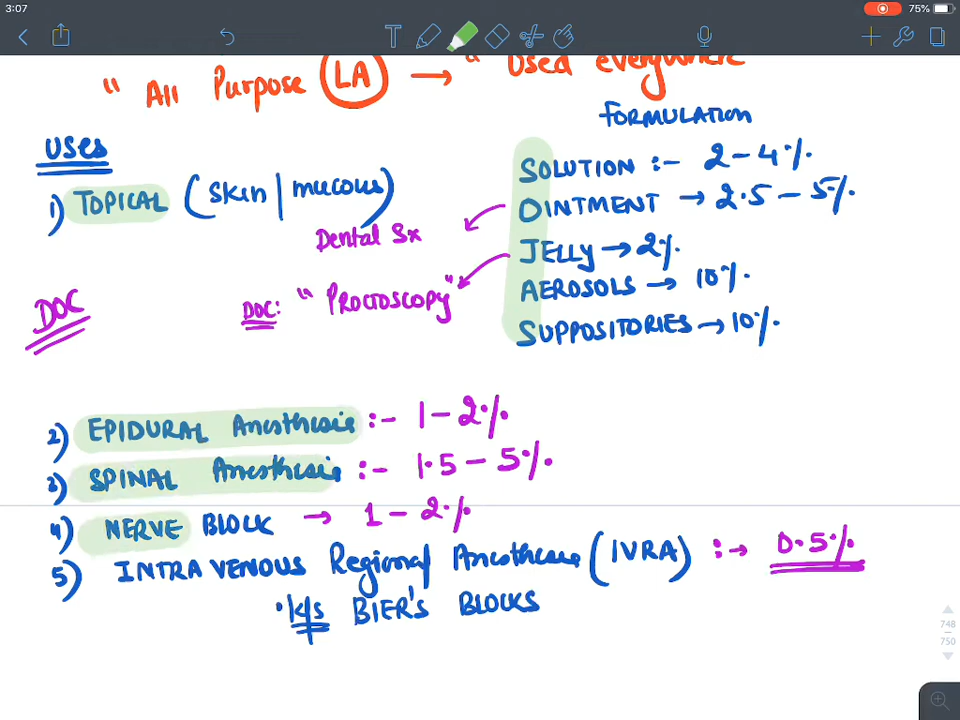 3:07
75%
T
" All Purpose (LA) → " Used everywhere
FORMULATION
USES
1) TOPICAL (Skin | mucous)
SOLUTION :- 2-4%
OINTMENT → 2.5 - 5%
Dental Sx
JELLY → 2%
DOC
DOC: " PROCTOSCOPY"
AEROSOLS → 10%
SUPPOSITORIES → 10%
2) EPIDURAL Anesthesia :- 1-2%
3) SPINAL Anesthesia :- 1.5 - 5%
4) NERVE BLOCK → 1-2%
5) INTRAVENOUS Regional Anesthesia (IVRA) :→ 0.5%
k/s BIER'S BLOCKS
748
750